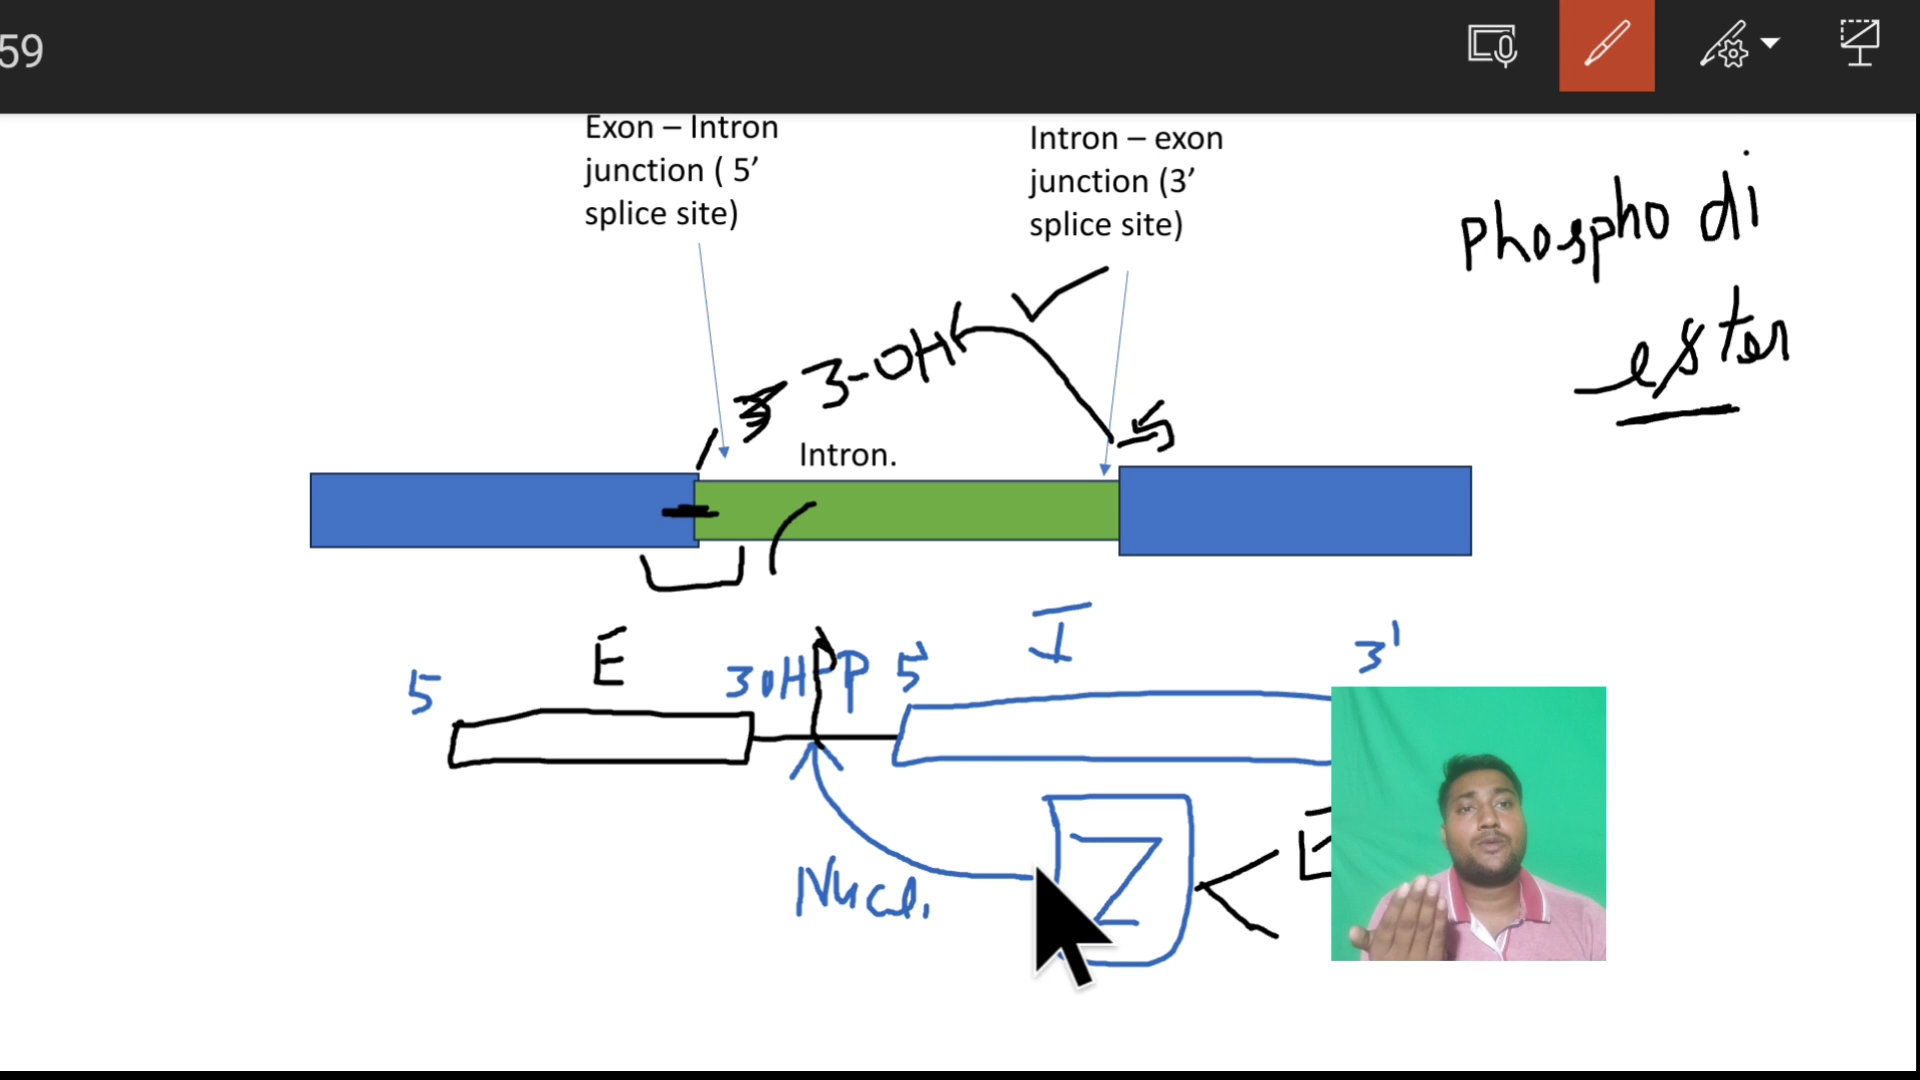 59
Exon – Intron
junction ( 5’
splice site)
Intron – exon
junction (3’
splice site)
Phospho di
ester
3-OH
5
Intron.
E
I
5
3OH
P
P
5'
3'
Nucl.
Z
E